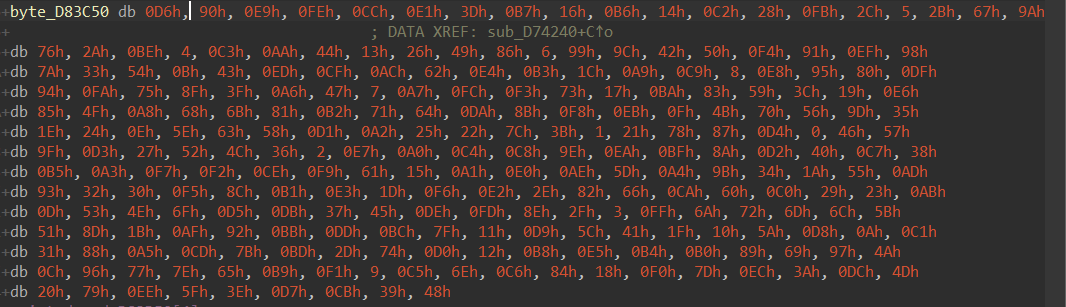 +byte_D83C50 db 0D6h, 90h, 0E9h, 0FEh, 0CCh, 0E1h, 3Dh, 0B7h, 16h, 0B6h, 14h, 0C2h, 28h, 0FBh, 2Ch, 5, 2Bh, 67h, 9Ah
+ ; DATA XREF: sub_D74240+C↑o
+db 76h, 2Ah, 0BEh, 4, 0C3h, 0AAh, 44h, 13h, 26h, 49h, 86h, 6, 99h, 9Ch, 42h, 50h, 0F4h, 91h, 0EFh, 98h
+db 7Ah, 33h, 54h, 0Bh, 43h, 0EDh, 0CFh, 0ACh, 62h, 0E4h, 0B3h, 1Ch, 0A9h, 0C9h, 8, 0E8h, 95h, 80h, 0DFh
+db 94h, 0FAh, 75h, 8Fh, 3Fh, 0A6h, 47h, 7, 0A7h, 0FCh, 0F3h, 73h, 17h, 0BAh, 83h, 59h, 3Ch, 19h, 0E6h
+db 85h, 4Fh, 0A8h, 68h, 6Bh, 81h, 0B2h, 71h, 64h, 0DAh, 8Bh, 0F8h, 0EBh, 0Fh, 4Bh, 70h, 56h, 9Dh, 35h
+db 1Eh, 24h, 0Eh, 5Eh, 63h, 58h, 0D1h, 0A2h, 25h, 22h, 7Ch, 3Bh, 1, 21h, 78h, 87h, 0D4h, 0, 46h, 57h
+db 9Fh, 0D3h, 27h, 52h, 4Ch, 36h, 2, 0E7h, 0A0h, 0C4h, 0C8h, 9Eh, 0EAh, 0BFh, 8Ah, 0D2h, 40h, 0C7h, 38h
+db 0B5h, 0A3h, 0F7h, 0F2h, 0CEh, 0F9h, 61h, 15h, 0A1h, 0E0h, 0AEh, 5Dh, 0A4h, 9Bh, 34h, 1Ah, 55h, 0ADh
+db 93h, 32h, 30h, 0F5h, 8Ch, 0B1h, 0E3h, 1Dh, 0F6h, 0E2h, 2Eh, 82h, 66h, 0CAh, 60h, 0C0h, 29h, 23h, 0ABh
+db 0Dh, 53h, 4Eh, 6Fh, 0D5h, 0DBh, 37h, 45h, 0DEh, 0FDh, 8Eh, 2Fh, 3, 0FFh, 6Ah, 72h, 6Dh, 6Ch, 5Bh
+db 51h, 8Dh, 1Bh, 0AFh, 92h, 0BBh, 0DDh, 0BCh, 7Fh, 11h, 0D9h, 5Ch, 41h, 1Fh, 10h, 5Ah, 0D8h, 0Ah, 0C1h
+db 31h, 88h, 0A5h, 0CDh, 7Bh, 0BDh, 2Dh, 74h, 0D0h, 12h, 0B8h, 0E5h, 0B4h, 0B0h, 89h, 69h, 97h, 4Ah
+db 0Ch, 96h, 77h, 7Eh, 65h, 0B9h, 0F1h, 9, 0C5h, 6Eh, 0C6h, 84h, 18h, 0F0h, 7Dh, 0ECh, 3Ah, 0DCh, 4Dh
+db 20h, 79h, 0EEh, 5Fh, 3Eh, 0D7h, 0CBh, 39h, 48h